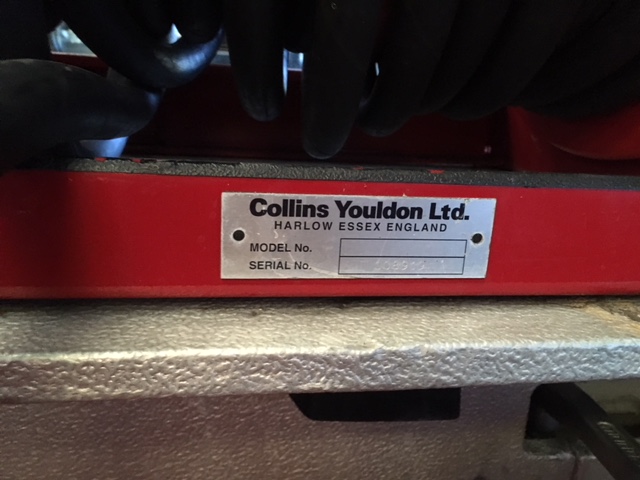 Collins Youldon Ltd.
HARLOW ESSEX ENGLAND
MODEL No.
SERIAL No.